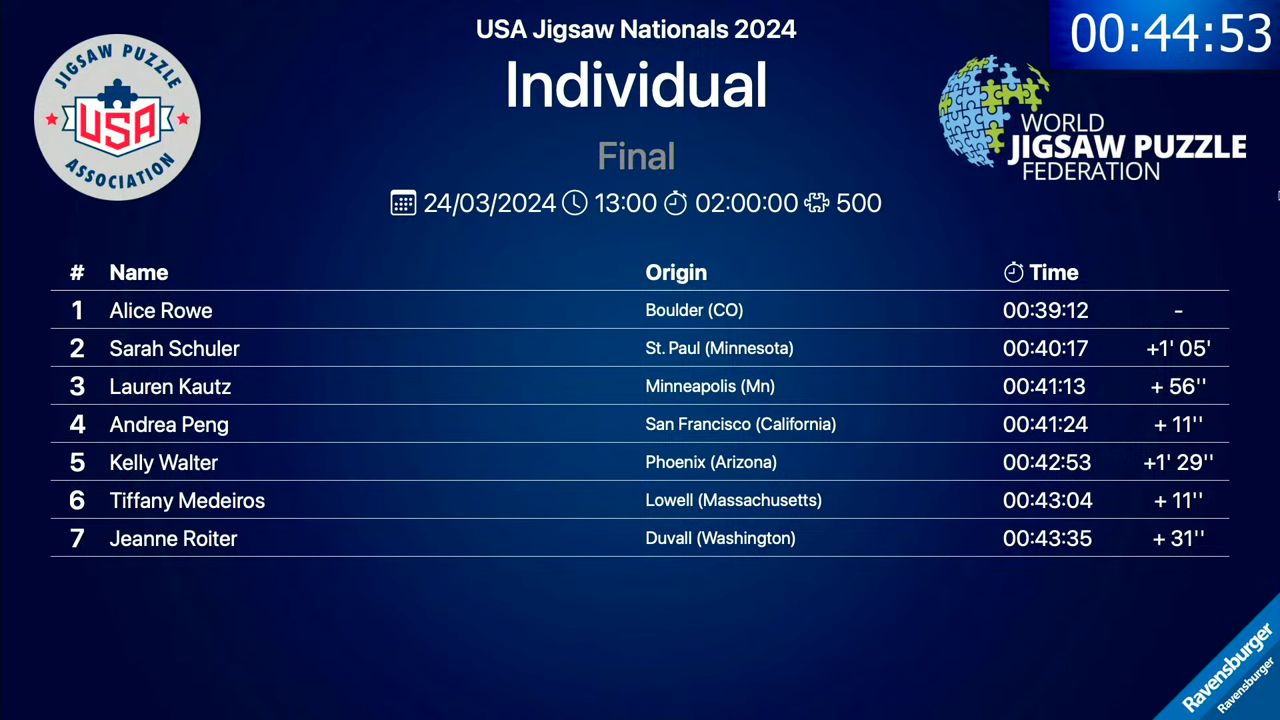 USA Jigsaw Nationals 2024
00:44:53
Individual
Final
24/03/2024 13:00 02:00:00 500
JIGSAW PUZZLE
USA
ASSOCIATION
WORLD
JIGSAW PUZZLE
FEDERATION
# Name Origin Time
1 Alice Rowe Boulder (CO) 00:39:12 -
2 Sarah Schuler St. Paul (Minnesota) 00:40:17 +1' 05'
3 Lauren Kautz Minneapolis (Mn) 00:41:13 + 56''
4 Andrea Peng San Francisco (California) 00:41:24 + 11''
5 Kelly Walter Phoenix (Arizona) 00:42:53 +1' 29''
6 Tiffany Medeiros Lowell (Massachusetts) 00:43:04 + 11''
7 Jeanne Roiter Duvall (Washington) 00:43:35 + 31''
Ravensburger
Ravensburger